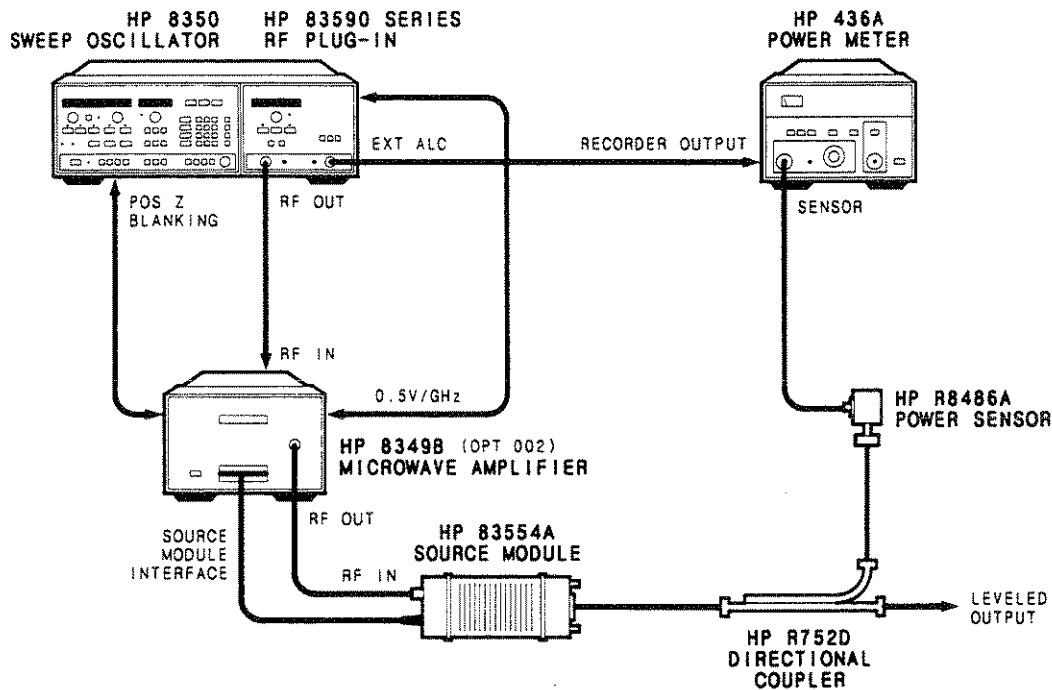 HP 8350
SWEEP OSCILLATOR
HP 83590 SERIES
RF PLUG-IN
HP 436A
POWER METER
EXT ALC
RECORDER OUTPUT
POS Z
BLANKING
RF OUT
SENSOR
RF IN
0.5V/GHz
HP R8486A
POWER SENSOR
HP 8349B (OPT 002)
MICROWAVE AMPLIFIER
RF OUT
SOURCE
MODULE
INTERFACE
HP 83554A
SOURCE MODULE
RF IN
LEVELED
OUTPUT
HP R752D
DIRECTIONAL
COUPLER